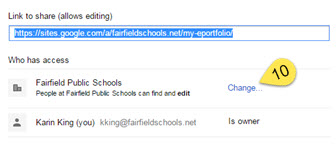 Link to share (allows editing)
https://sites.google.com/a/fairfieldschools.net/my-eportfolio/
Who has access
Fairfield Public Schools
People at Fairfield Public Schools can find and edit
Change...
10
Karin King (you) kking@fairfieldschools.net
Is owner